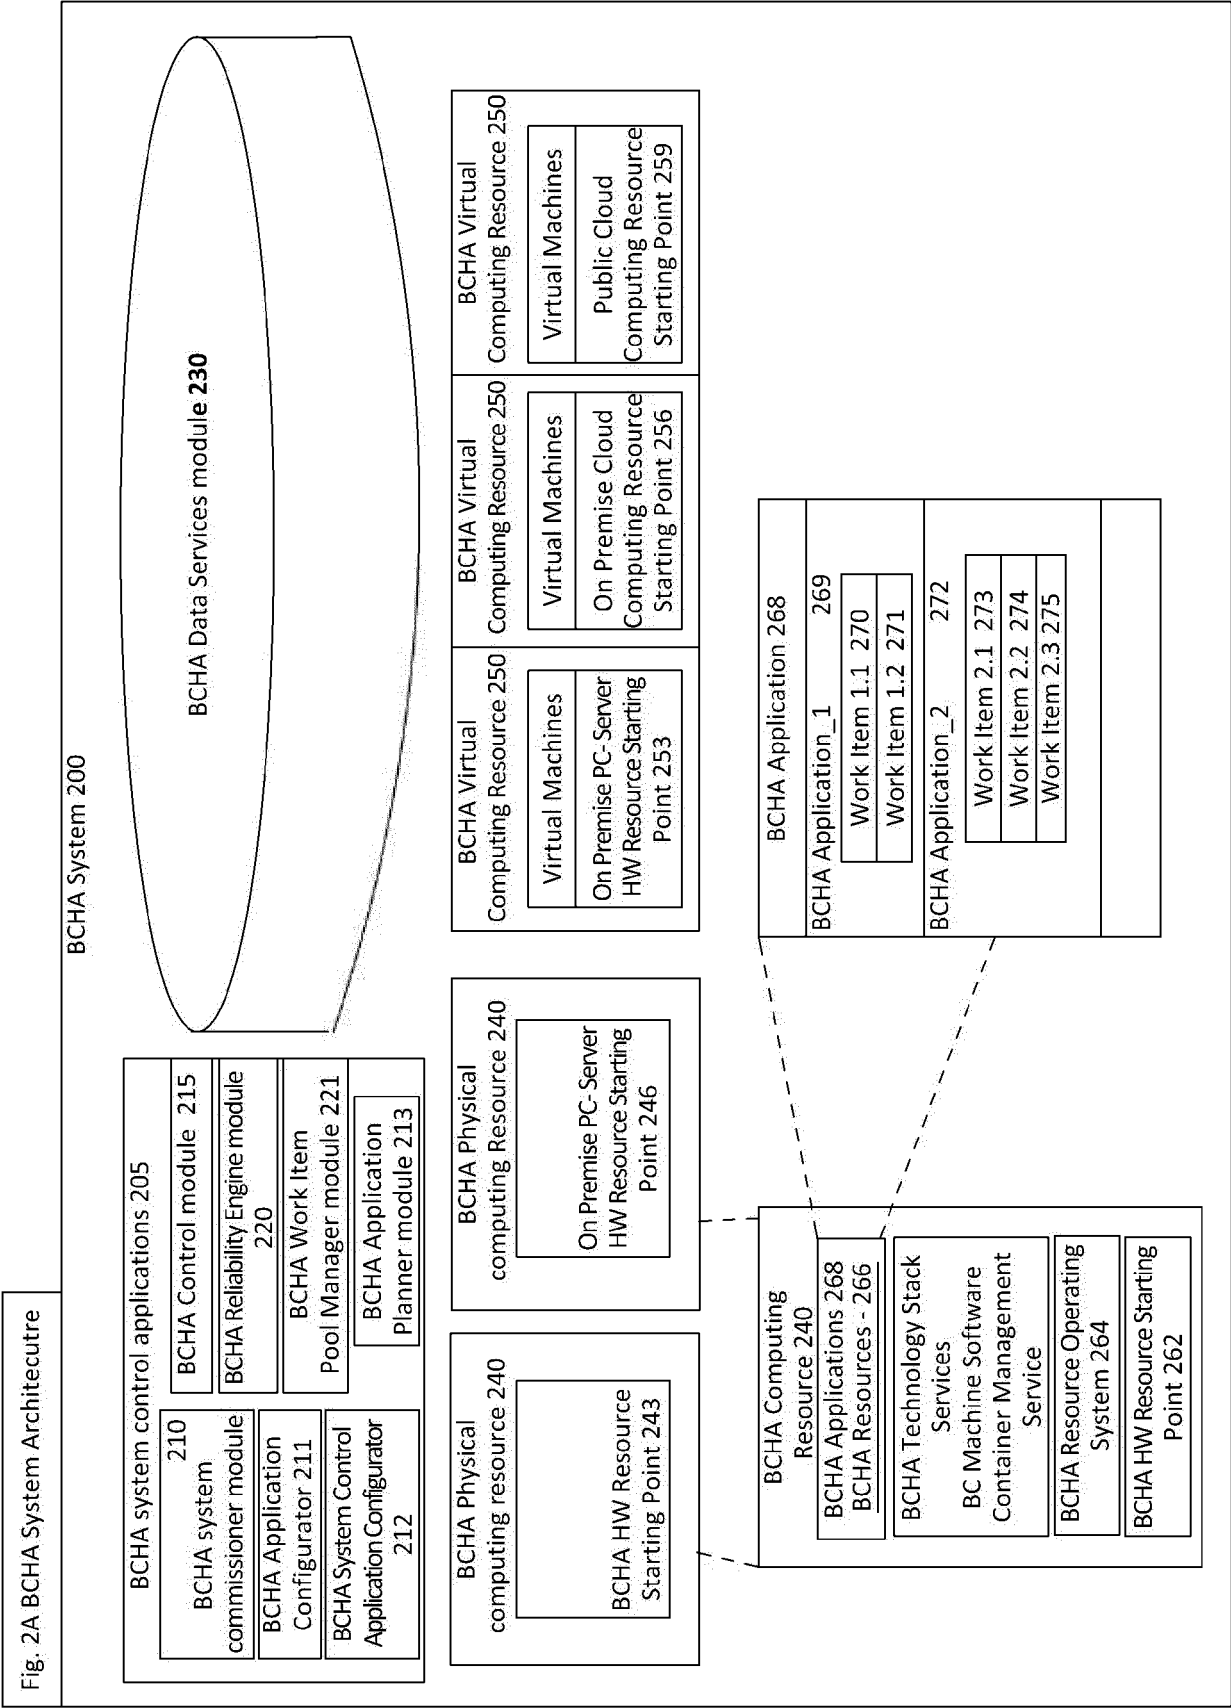 Fig. 2A BCHA System Architecutre
BCHA System 200
BCHA system control applications 205
210
BCHA system
commissioner module
BCHA Application
Configurator 211
BCHA System Control
Application Configurator
212
BCHA Control module 215
BCHA Reliability Engine module
220
BCHA Work Item
Pool Manager module 221
BCHA Application
Planner module 213
BCHA Data Services module 230
BCHA Physical
computing resource 240
BCHA HW Resource
Starting Point 243
BCHA Physical
computing Resource 240
On Premise PC-Server
HW Resource Starting
Point 246
BCHA Virtual
Computing Resource 250
Virtual Machines
On Premise PC-Server
HW Resource Starting
Point 253
BCHA Virtual
Computing Resource 250
Virtual Machines
On Premise Cloud
Computing Resource
Starting Point 256
BCHA Virtual
Computing Resource 250
Virtual Machines
Public Cloud
Computing Resource
Starting Point 259
BCHA Computing
Resource 240
BCHA Applications 268
BCHA Resources - 266
BCHA Technology Stack
Services
BC Machine Software
Container Management
Service
BCHA Resource Operating
System 264
BCHA HW Resource Starting
Point 262
BCHA Application 268
BCHA Application_1 269
Work Item 1.1 270
Work Item 1.2 271
BCHA Application_2 272
Work Item 2.1 273
Work Item 2.2 274
Work Item 2.3 275